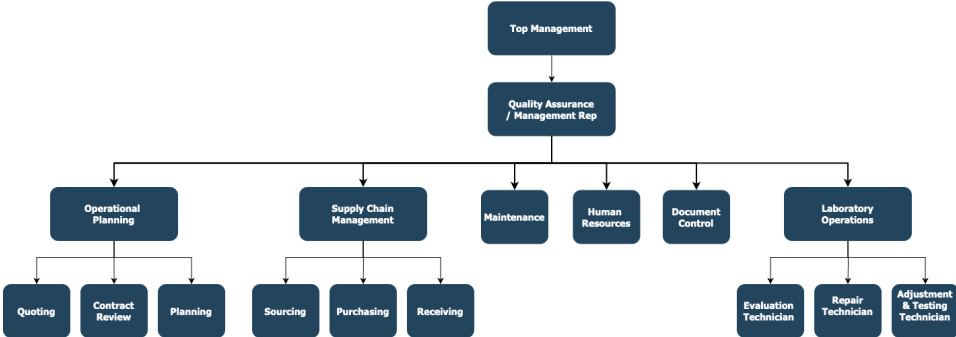 Top Management
Quality Assurance
/ Management Rep
Operational
Planning
Supply Chain
Management
Maintenance
Human
Resources
Document
Control
Laboratory
Operations
Quoting
Contract
Review
Planning
Sourcing
Purchasing
Receiving
Evaluation
Technician
Repair
Technician
Adjustment
& Testing
Technician